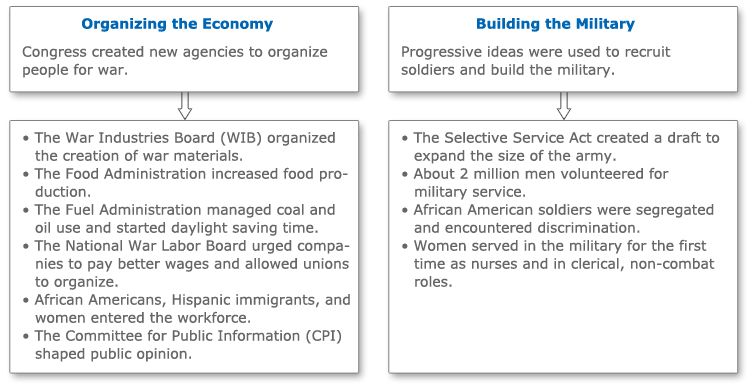 Organizing the Economy
Congress created new agencies to organize
people for war.
• The War Industries Board (WIB) organized
the creation of war materials.
• The Food Administration increased food pro-
duction.
• The Fuel Administration managed coal and
oil use and started daylight saving time.
• The National War Labor Board urged compa-
nies to pay better wages and allowed unions
to organize.
• African Americans, Hispanic immigrants, and
women entered the workforce.
• The Committee for Public Information (CPI)
shaped public opinion.
Building the Military
Progressive ideas were used to recruit
soldiers and build the military.
• The Selective Service Act created a draft to
expand the size of the army.
• About 2 million men volunteered for
military service.
• African American soldiers were segregated
and encountered discrimination.
• Women served in the military for the first
time as nurses and in clerical, non-combat
roles.